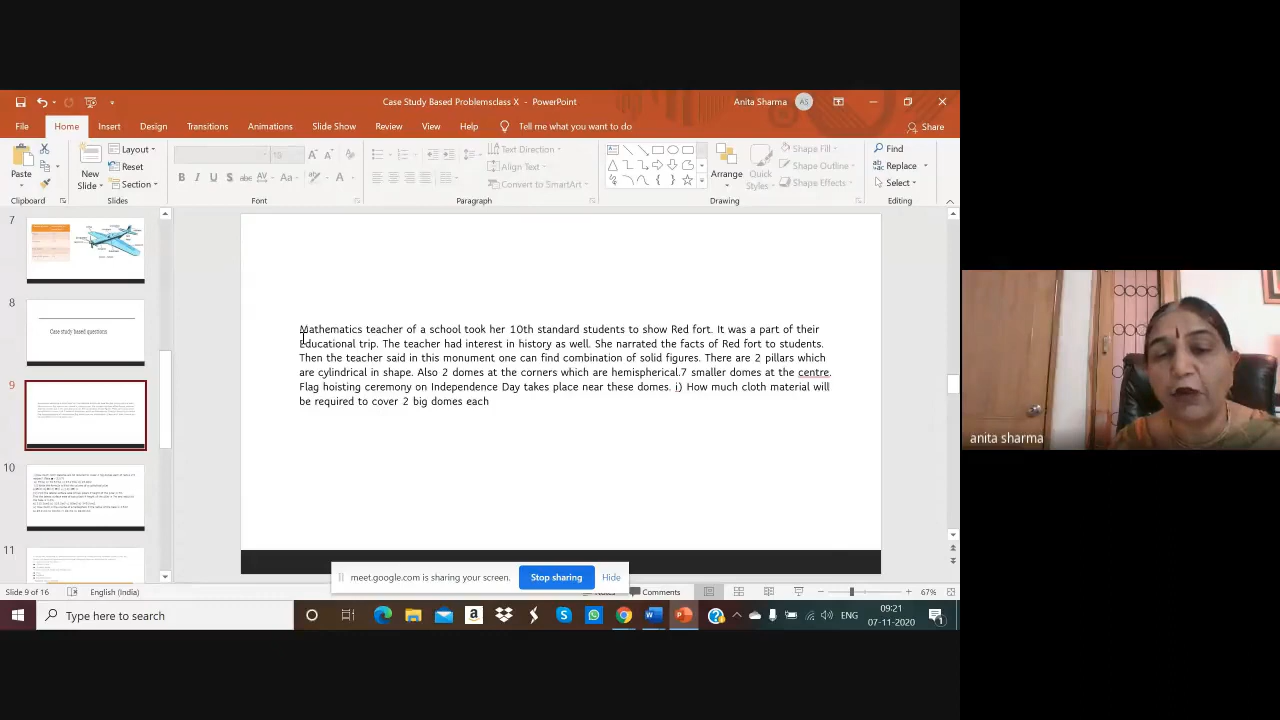 Case Study Based Problemsclass X - PowerPoint
Anita Sharma AS
File Home Insert Design Transitions Animations Slide Show Review View Help Tell me what you want to do Share
Paste
Clipboard
New Slide
Layout
Reset
Section
Slides
Font
Text Direction
Align Text
Convert to SmartArt
Paragraph
Arrange
Quick Styles
Shape Fill
Shape Outline
Shape Effects
Drawing
Find
Replace
Select
Editing
7
8
Case study based questions
9
10
11
Mathematics teacher of a school took her 10th standard students to show Red fort. It was a part of their
Educational trip. The teacher had interest in history as well. She narrated the facts of Red fort to students.
Then the teacher said in this monument one can find combination of solid figures. There are 2 pillars which
are cylindrical in shape. Also 2 domes at the corners which are hemispherical.7 smaller domes at the centre.
Flag hoisting ceremony on Independence Day takes place near these domes. i) How much cloth material will
be required to cover 2 big domes each
anita sharma
meet.google.com is sharing your screen. Stop sharing Hide
Slide 9 of 16 English (India) Comments 67%
Type here to search
ENG
09:21
07-11-2020